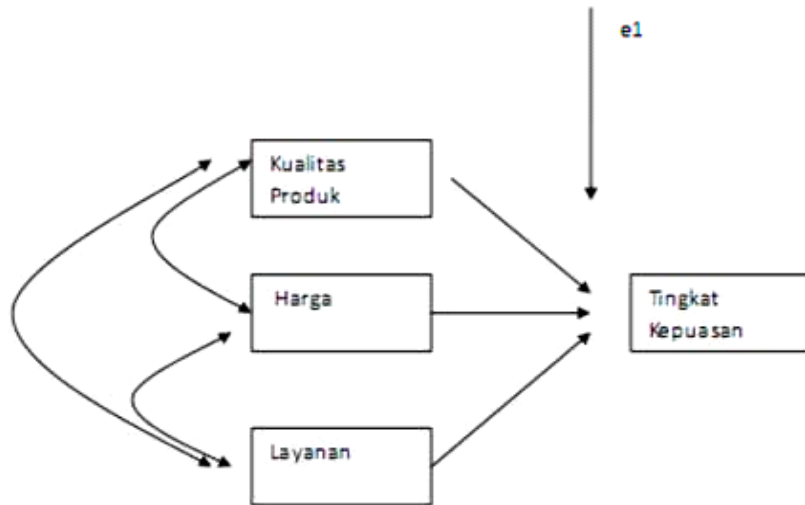 e1
Kualitas
Produk
Harga
Tingkat
Kepuasan
Layanan